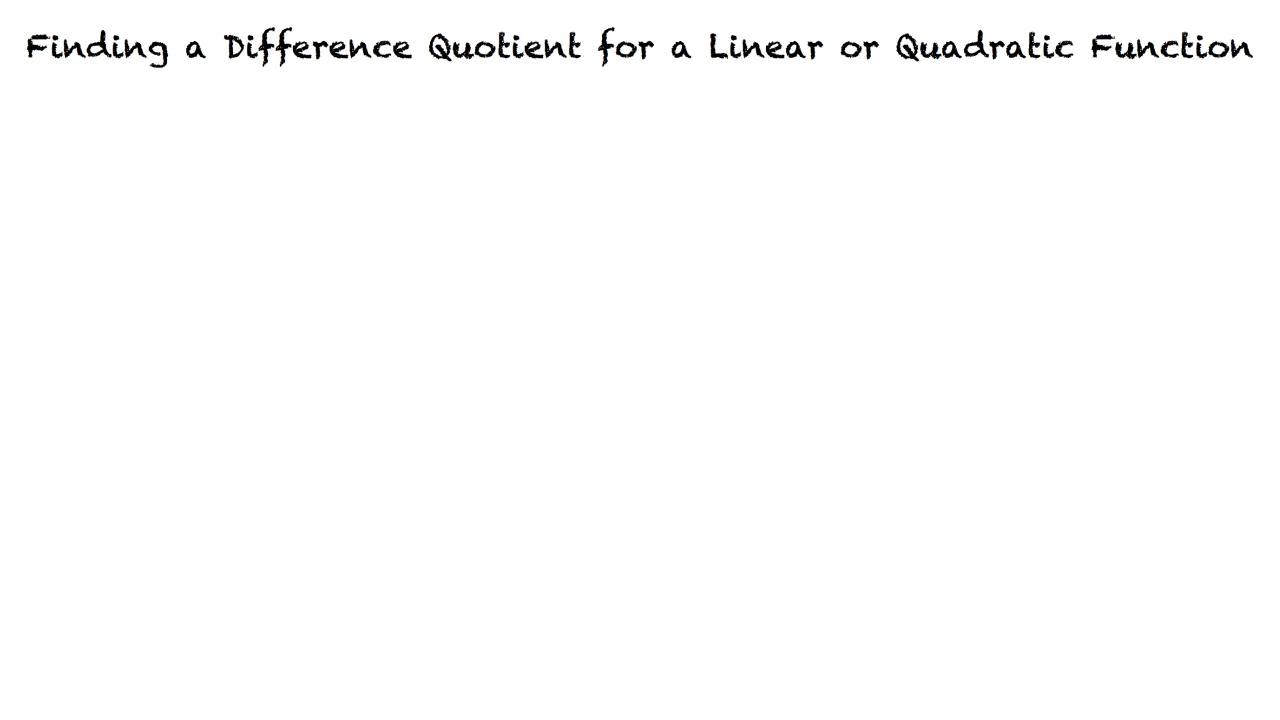 Finding a Difference Quotient for a Linear or Quadratic Function